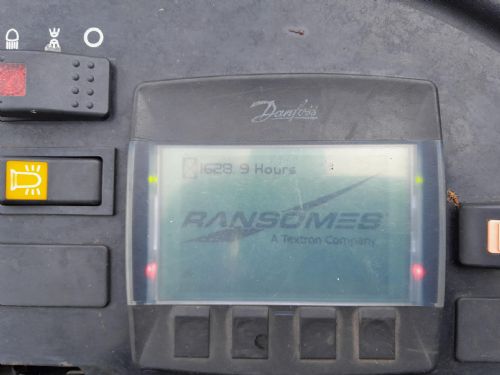 Danfoss
1628.9 Hours
RANSOMES
A Textron Company